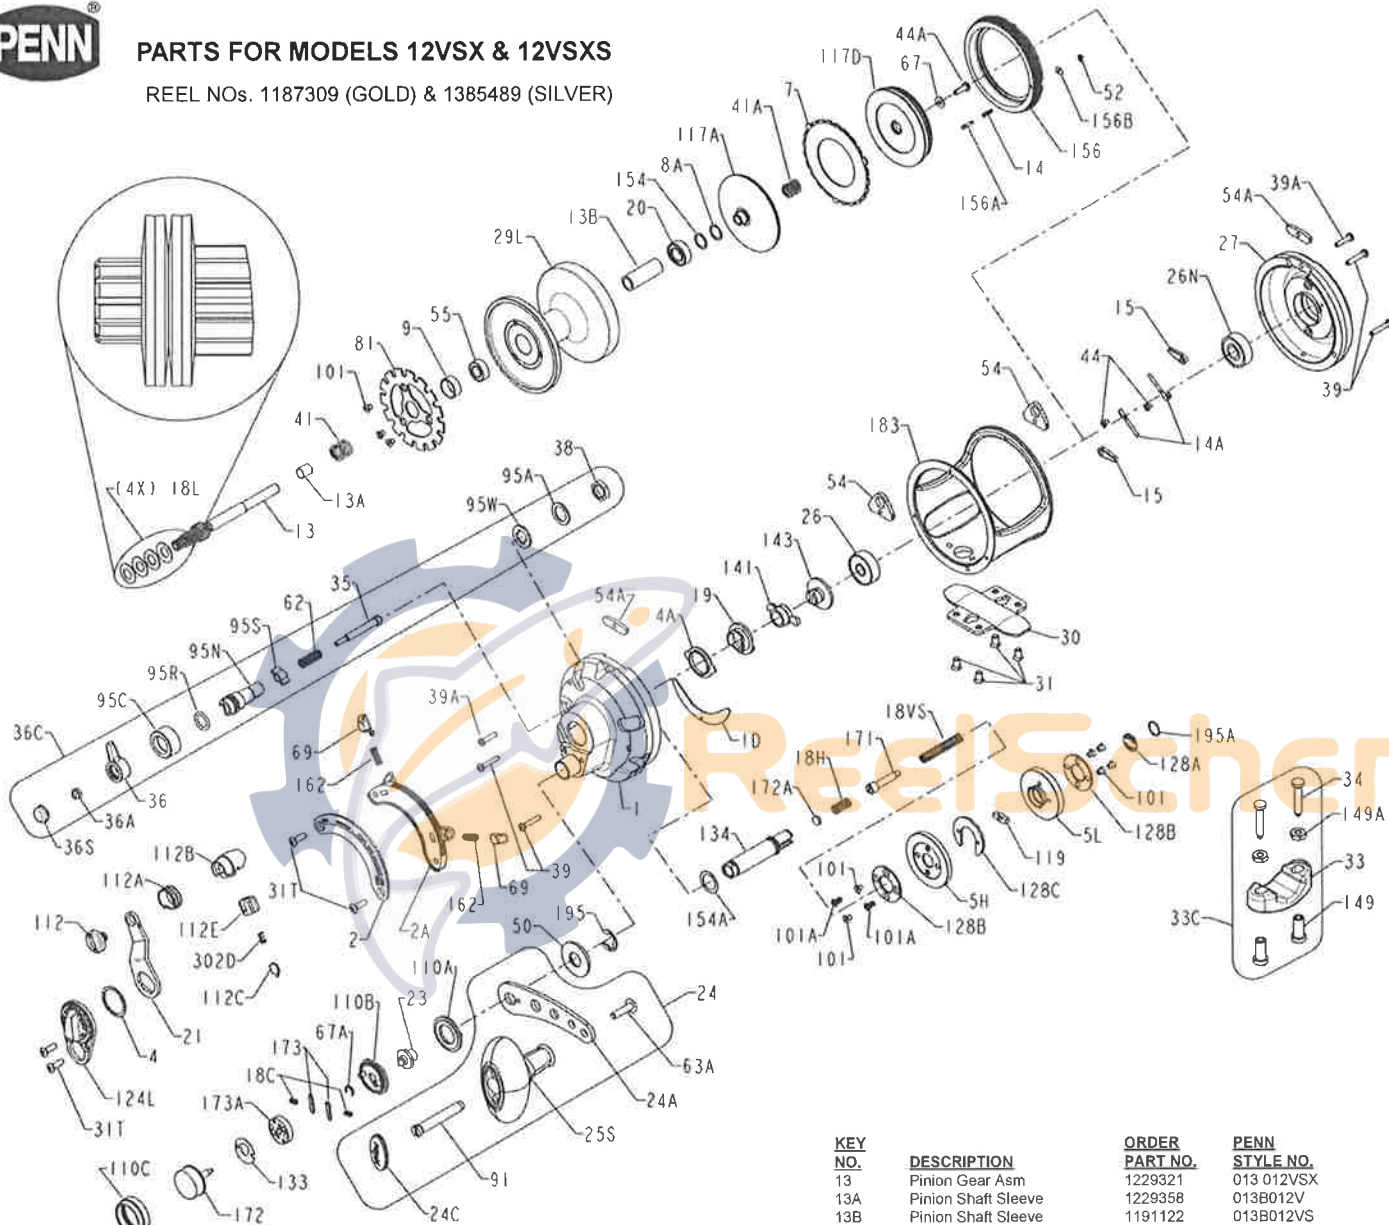 PENN®
PARTS FOR MODELS 12VSX & 12VSXS
REEL NOs. 1187309 (GOLD) & 1385489 (SILVER)
44A
117D
67
7
41A
52
156B
156
117A
8A
14
154
156A
20
13B
29L
39A
54A
27
26N
55
9
81
101
15
44
54
39
41
183
14A
(4X) 18L
13A
13
38
95A
95W
54
15
26
143
141
35
62
54A
19
4A
30
95S
95N
95R
31
95C
39A
36C
18VS
1D
171
195A
69
18H
128A
162
172A
101
34
36
1
36A
134
5L
128B
149A
36S
112B
119
112A
39
33
69
101
128C
31T
162
5H
154A
149
112
112E
2
2A
195
50
101A
101A
128B
33C
302D
101
110A
112C
23
24
110B
21
67A
4
173
63A
18C
124L
24A
173A
31T
25S
110C
133
91
172
24C
ReelSchem
KEY NO. DESCRIPTION ORDER PART NO. PENN STYLE NO.
13 Pinion Gear Asm 1229321 013 012VSX
13A Pinion Shaft Sleeve 1229358 013B012V
13B Pinion Shaft Sleeve 1191122 013B012VS